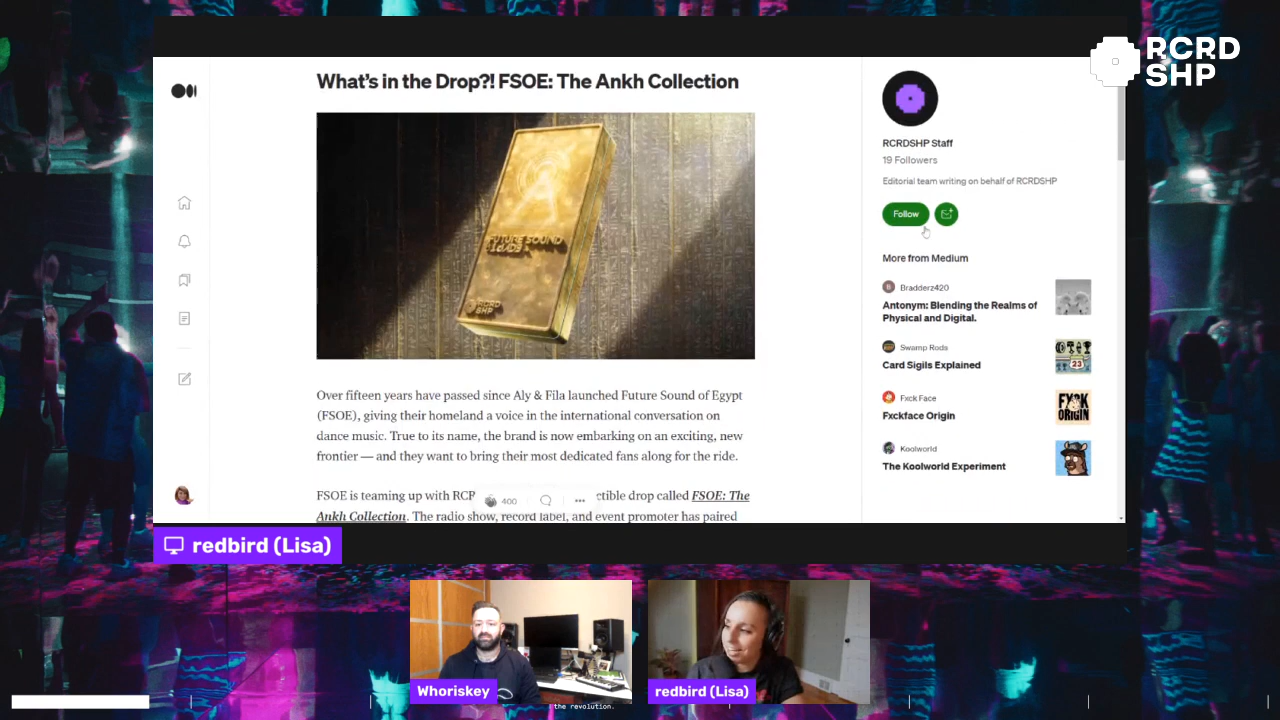 RCRD
SHP
What's in the Drop?! FSOE: The Ankh Collection
FUTURE SOUND
RCRD
SHP
RCRDSHP Staff
19 Followers
Editorial team writing on behalf of RCRDSHP
Follow
More from Medium
Bradderz420
Antonym: Blending the Realms of
Physical and Digital.
Swamp Rods
Card Sigils Explained
23
Fxck Face
Fxckface Origin
FXCK
ORIGIN
Koolworld
The Koolworld Experiment
Over fifteen years have passed since Aly & Fila launched Future Sound of Egypt
(FSOE), giving their homeland a voice in the international conversation on
dance music. True to its name, the brand is now embarking on an exciting, new
frontier — and they want to bring their most dedicated fans along for the ride.
FSOE is teaming up with RCR
400
ctible drop called FSOE: The
Ankh Collection. The radio show, record label, and event promoter has paired
redbird (Lisa)
Whoriskey
redbird (Lisa)
the revolution.